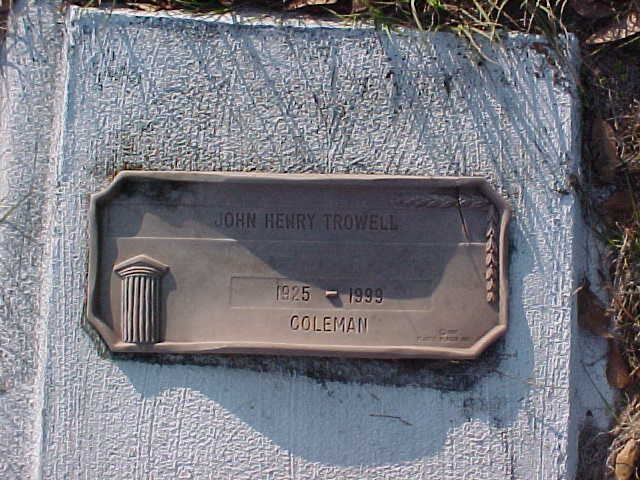 JOHN HENRY TROWELL
1925 - 1999
COLEMAN